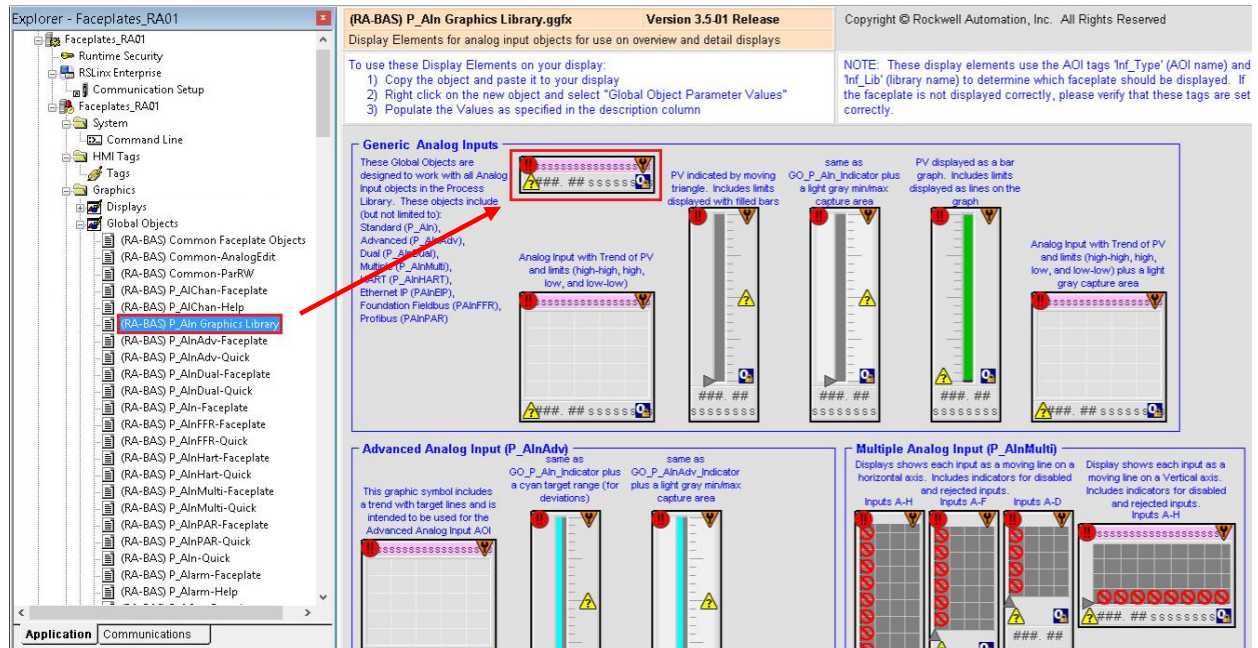 Explorer - Faceplates_RA01
Faceplates_RA01
Runtime Security
RSLinx Enterprise
Communication Setup
Faceplates_RA01
System
Command Line
HMI Tags
Tags
Graphics
Displays
Global Objects
(RA-BAS) Common Faceplate Objects
(RA-BAS) Common-AnalogEdit
(RA-BAS) Common-ParRW
(RA-BAS) P_AIChan-Faceplate
(RA-BAS) P_AIChan-Help
(RA-BAS) P_AIn Graphics Library
(RA-BAS) P_AInAdv-Faceplate
(RA-BAS) P_AInAdv-Quick
(RA-BAS) P_AInDual-Faceplate
(RA-BAS) P_AInDual-Quick
(RA-BAS) P_AIn-Faceplate
(RA-BAS) P_AInFFR-Faceplate
(RA-BAS) P_AInFFR-Quick
(RA-BAS) P_AInHart-Faceplate
(RA-BAS) P_AInHart-Quick
(RA-BAS) P_AInMulti-Faceplate
(RA-BAS) P_AInMulti-Quick
(RA-BAS) P_AInPAR-Faceplate
(RA-BAS) P_AInPAR-Quick
(RA-BAS) P_AIn-Quick
(RA-BAS) P_Alarm-Faceplate
(RA-BAS) P_Alarm-Help
Application Communications
(RA-BAS) P_AIn Graphics Library.ggfx Version 3.5-01 Release
Display Elements for analog input objects for use on overview and detail displays
Copyright © Rockwell Automation, Inc. All Rights Reserved
To use these Display Elements on your display:
1) Copy the object and paste it to your display
2) Right click on the new object and select "Global Object Parameter Values"
3) Populate the Values as specified in the description column
NOTE: These display elements use the AOI tags 'Inf_Type' (AOI name) and
'Inf_Lib' (library name) to determine which faceplate should be displayed. If
the faceplate is not displayed correctly, please verify that these tags are set
correctly.
Generic Analog Inputs
These Global Objects are
designed to work with all Analog
Input objects in the Process
Library. These objects include
(but not limited to):
Standard (P_AIn),
Advanced (P_AInAdv),
Dual (P_AInDual),
Multiple (P_AInMulti),
HART (P_AInHART),
Ethernet IP (PAInEIP),
Foundation Fieldbus (PAInFFR),
Profibus (PAInPAR)
###. ## ssssss
Analog Input with Trend of PV
and limits (high-high, high,
low, and low-low)
###. ## ssssss
PV indicated by moving
triangle. Includes limits
displayed with filled bars
###. ##
ssssssss
same as
GO_P_AIn_Indicator plus
a light gray min/max
capture area
###. ##
ssssssss
PV displayed as a bar
graph. Includes limits
displayed as lines on the
graph
###. ##
ssssssss
Analog Input with Trend of PV
and limits (high-high, high,
low, and low-low) plus a light
gray capture area
###. ## ssssss
Advanced Analog Input (P_AInAdv)
This graphic symbol includes
a trend with target lines and is
intended to be used for the
Advanced Analog Input AOI
same as
GO_P_AIn_Indicator plus
a cyan target range (for
deviations)
same as
GO_P_AInAdv_Indicator
plus a light gray min/max
capture area
Multiple Analog Input (P_AInMulti)
Displays shows each input as a moving line on a
horizontal axis. Includes indicators for disabled
and rejected inputs.
Inputs A-H Inputs A-F Inputs A-D
###. ##
Display shows each input as a
moving line on a Vertical axis.
Includes indicators for disabled
and rejected inputs.
Inputs A-H
###. ## ssssssss